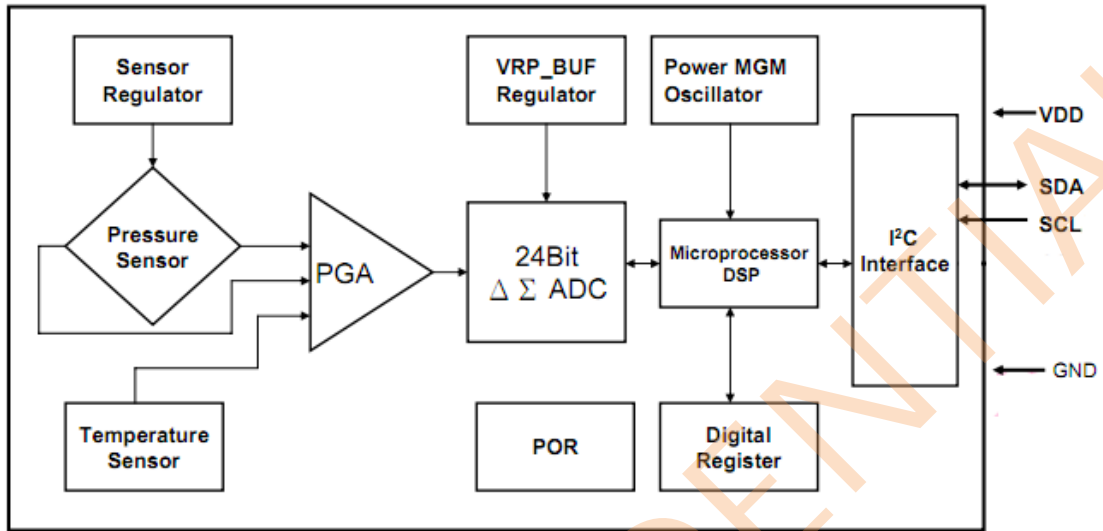 Sensor
Regulator
VRP_BUF
Regulator
Power MGM
Oscillator
VDD
SDA
SCL
Pressure
Sensor
PGA
24Bit
Δ Σ ADC
Microprocessor
DSP
I²C
Interface
GND
Temperature
Sensor
POR
Digital
Register
ENTIAL